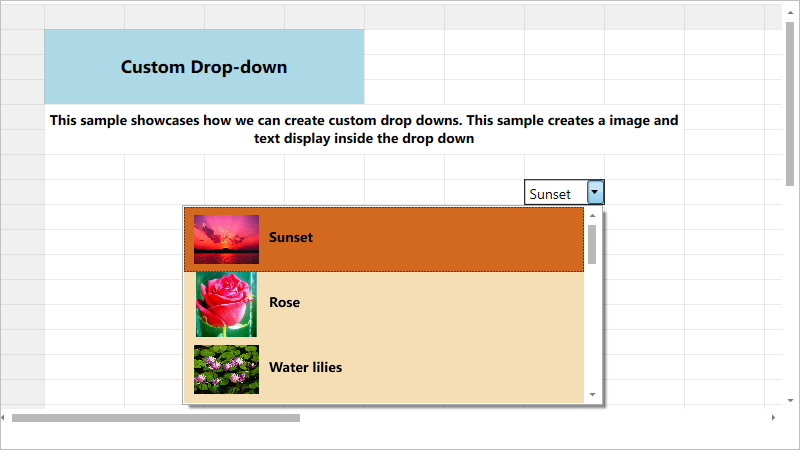 Custom Drop-down
This sample showcases how we can create custom drop downs. This sample creates a image and
text display inside the drop down
Sunset
Sunset
Rose
Water lilies